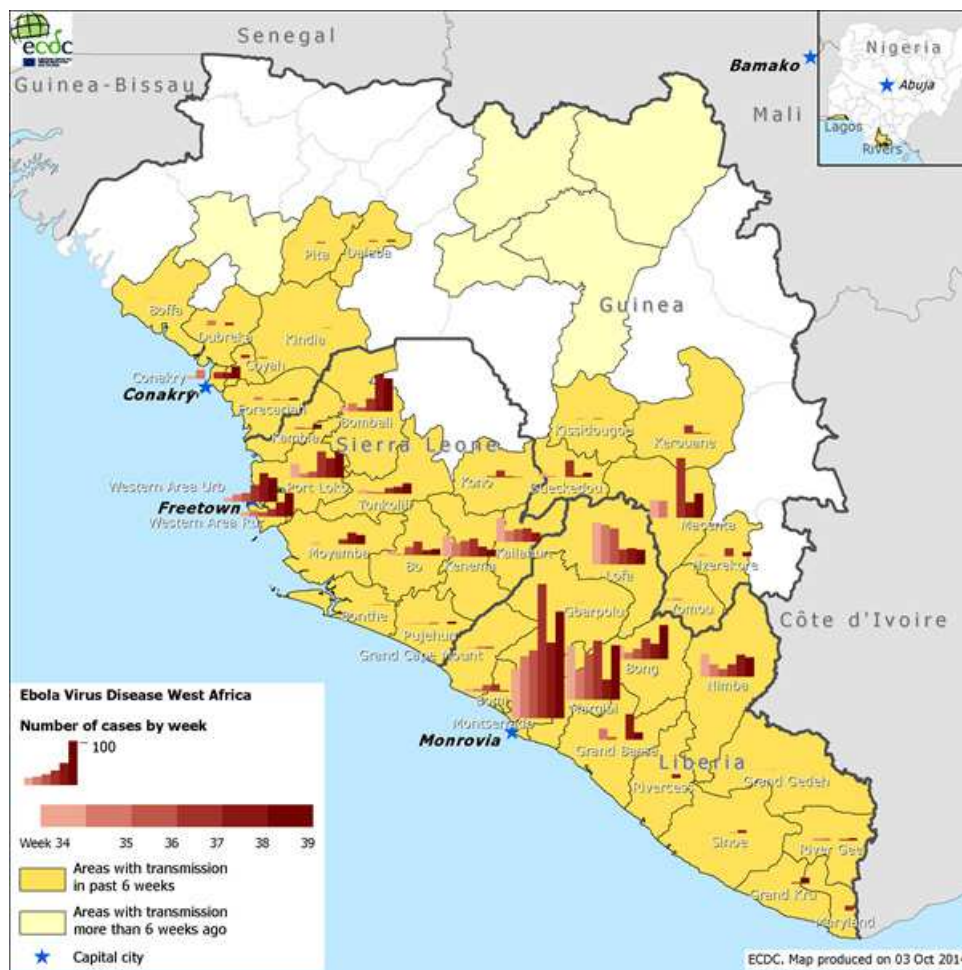 ecdc
Senegal
Guinea-Bissau
Bamako
Mali
Nigeria
Abuja
Lagos
Rivers
Pita
Dalaba
Guinea
Boffa
Dubreka
Kindia
Coyah
Conakry
Conakry
Forecariah
Bombali
Kambia
Sierra Leone
Kissidougou
Kerouane
Port Loko
Western Area Urb
Tonkolili
Kono
Gueckedou
Freetown
Western Area Rur
Macenta
Moyamba
Bo
Kenema
Kailahun
Lofa
Nzerekore
Bonthe
Gbarpolu
Yomou
Côte d'Ivoire
Pujehun
Grand Cape Mount
Bong
Nimba
Bomi
Margibi
Montserrado
Monrovia
Grand Bassa
Liberia
Rivercess
Grand Gedeh
Sinoe
River Gee
Grand Kru
Maryland
Ebola Virus Disease West Africa
Number of cases by week
100
Week 34 35 36 37 38 39
Areas with transmission
in past 6 weeks
Areas with transmission
more than 6 weeks ago
Capital city
ECDC. Map produced on 03 Oct 2014